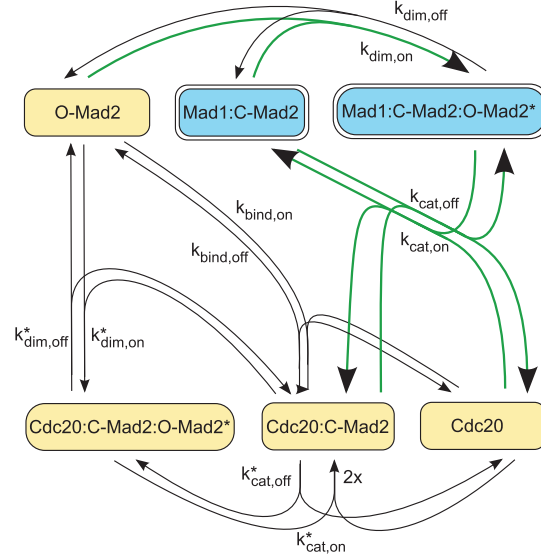 k_dim,off
k_dim,on
O-Mad2
Mad1:C-Mad2
Mad1:C-Mad2:O-Mad2*
k_cat,off
k_bind,on
k_cat,on
k_bind,off
k*_dim,off
k*_dim,on
Cdc20:C-Mad2:O-Mad2*
Cdc20:C-Mad2
Cdc20
k*_cat,off
2x
k*_cat,on